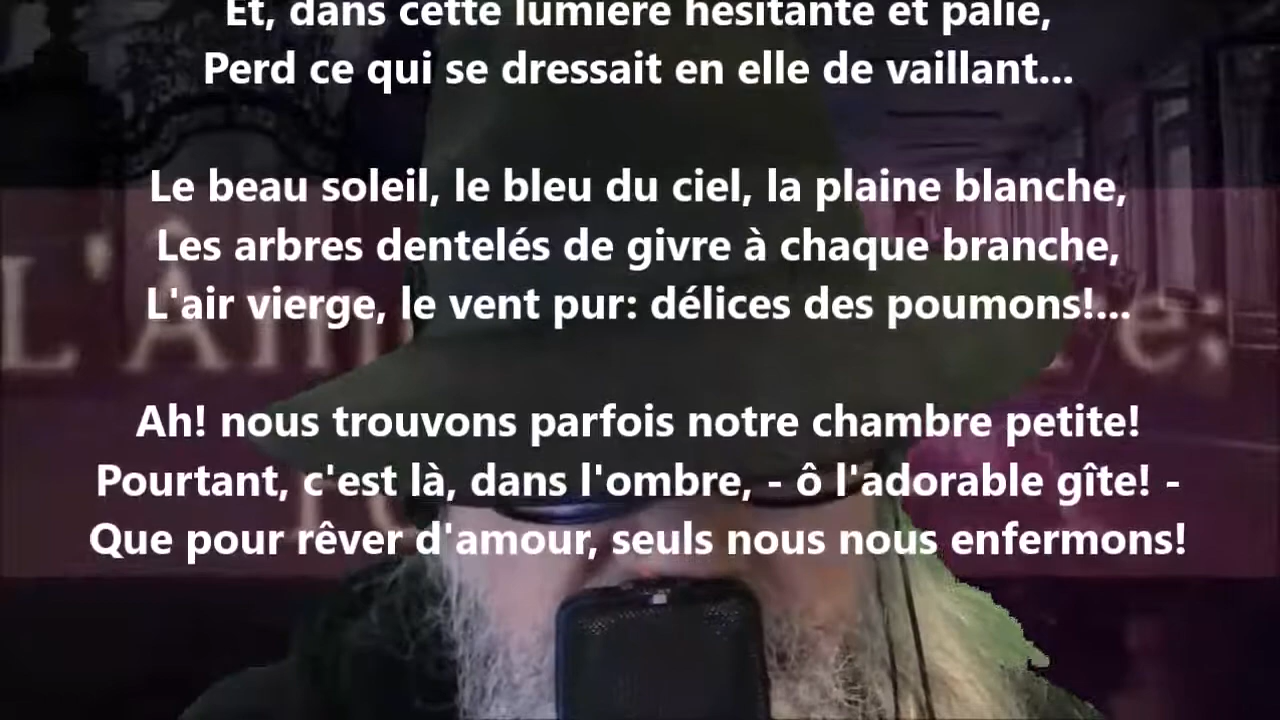 Et, dans cette lumière hésitante et pâlie,
Perd ce qui se dressait en elle de vaillant...
Le beau soleil, le bleu du ciel, la plaine blanche,
Les arbres dentelés de givre à chaque branche,
L'air vierge, le vent pur: délices des poumons!...
Ah! nous trouvons parfois notre chambre petite!
Pourtant, c'est là, dans l'ombre, - ô l'adorable gîte! -
Que pour rêver d'amour, seuls nous nous enfermons!